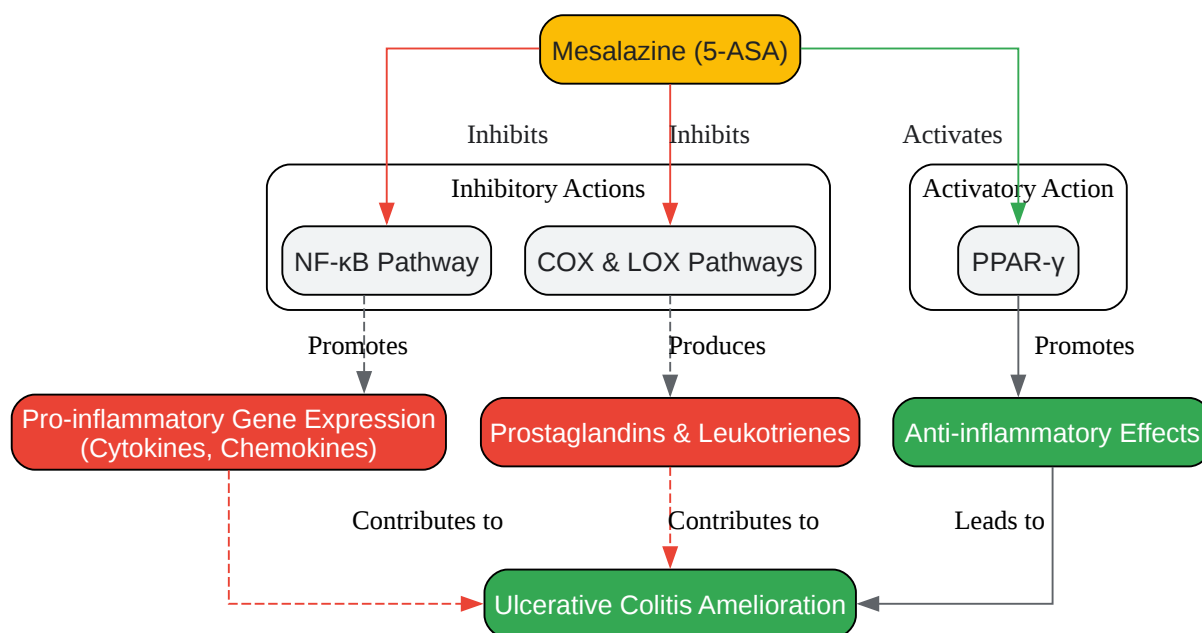 Mesalazine (5-ASA)
Inhibits
Inhibits
Activates
Inhibitory Actions
Activatory Action
NF-κB Pathway
COX & LOX Pathways
PPAR-γ
Promotes
Produces
Promotes
Pro-inflammatory Gene Expression
(Cytokines, Chemokines)
Prostaglandins & Leukotrienes
Anti-inflammatory Effects
Contributes to
Contributes to
Leads to
Ulcerative Colitis Amelioration